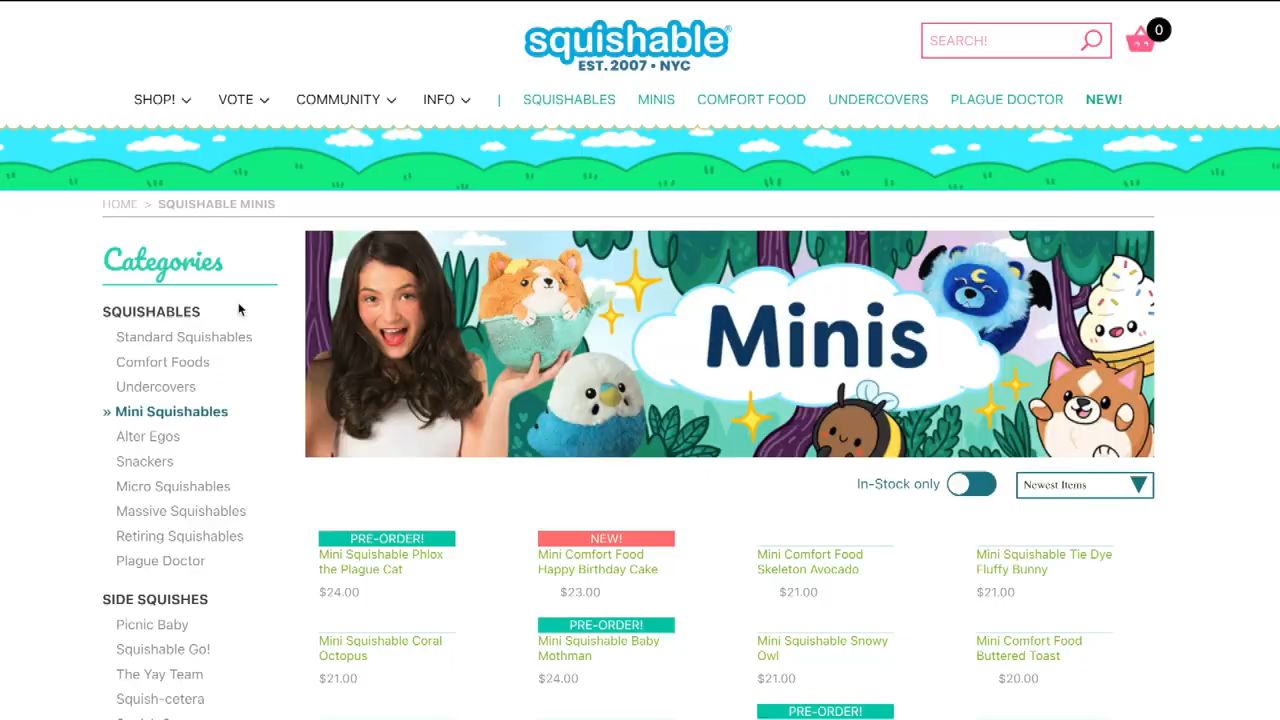 squishable®
EST. 2007 • NYC
SEARCH!
0
SHOP! VOTE COMMUNITY INFO | SQUISHABLES MINIS COMFORT FOOD UNDERCOVERS PLAGUE DOCTOR NEW!
HOME > SQUISHABLE MINIS
Categories
SQUISHABLES
Standard Squishables
Comfort Foods
Undercovers
» Mini Squishables
Alter Egos
Snackers
Micro Squishables
Massive Squishables
Retiring Squishables
Plague Doctor
SIDE SQUISHES
Picnic Baby
Squishable Go!
The Yay Team
Squish-cetera
Minis
In-Stock only
Newest Items
PRE-ORDER!
Mini Squishable Phlox
the Plague Cat
$24.00
NEW!
Mini Comfort Food
Happy Birthday Cake
$23.00
Mini Comfort Food
Skeleton Avocado
$21.00
Mini Squishable Tie Dye
Fluffy Bunny
$21.00
Mini Squishable Coral
Octopus
$21.00
PRE-ORDER!
Mini Squishable Baby
Mothman
$24.00
Mini Squishable Snowy
Owl
$21.00
Mini Comfort Food
Buttered Toast
$20.00
PRE-ORDER!